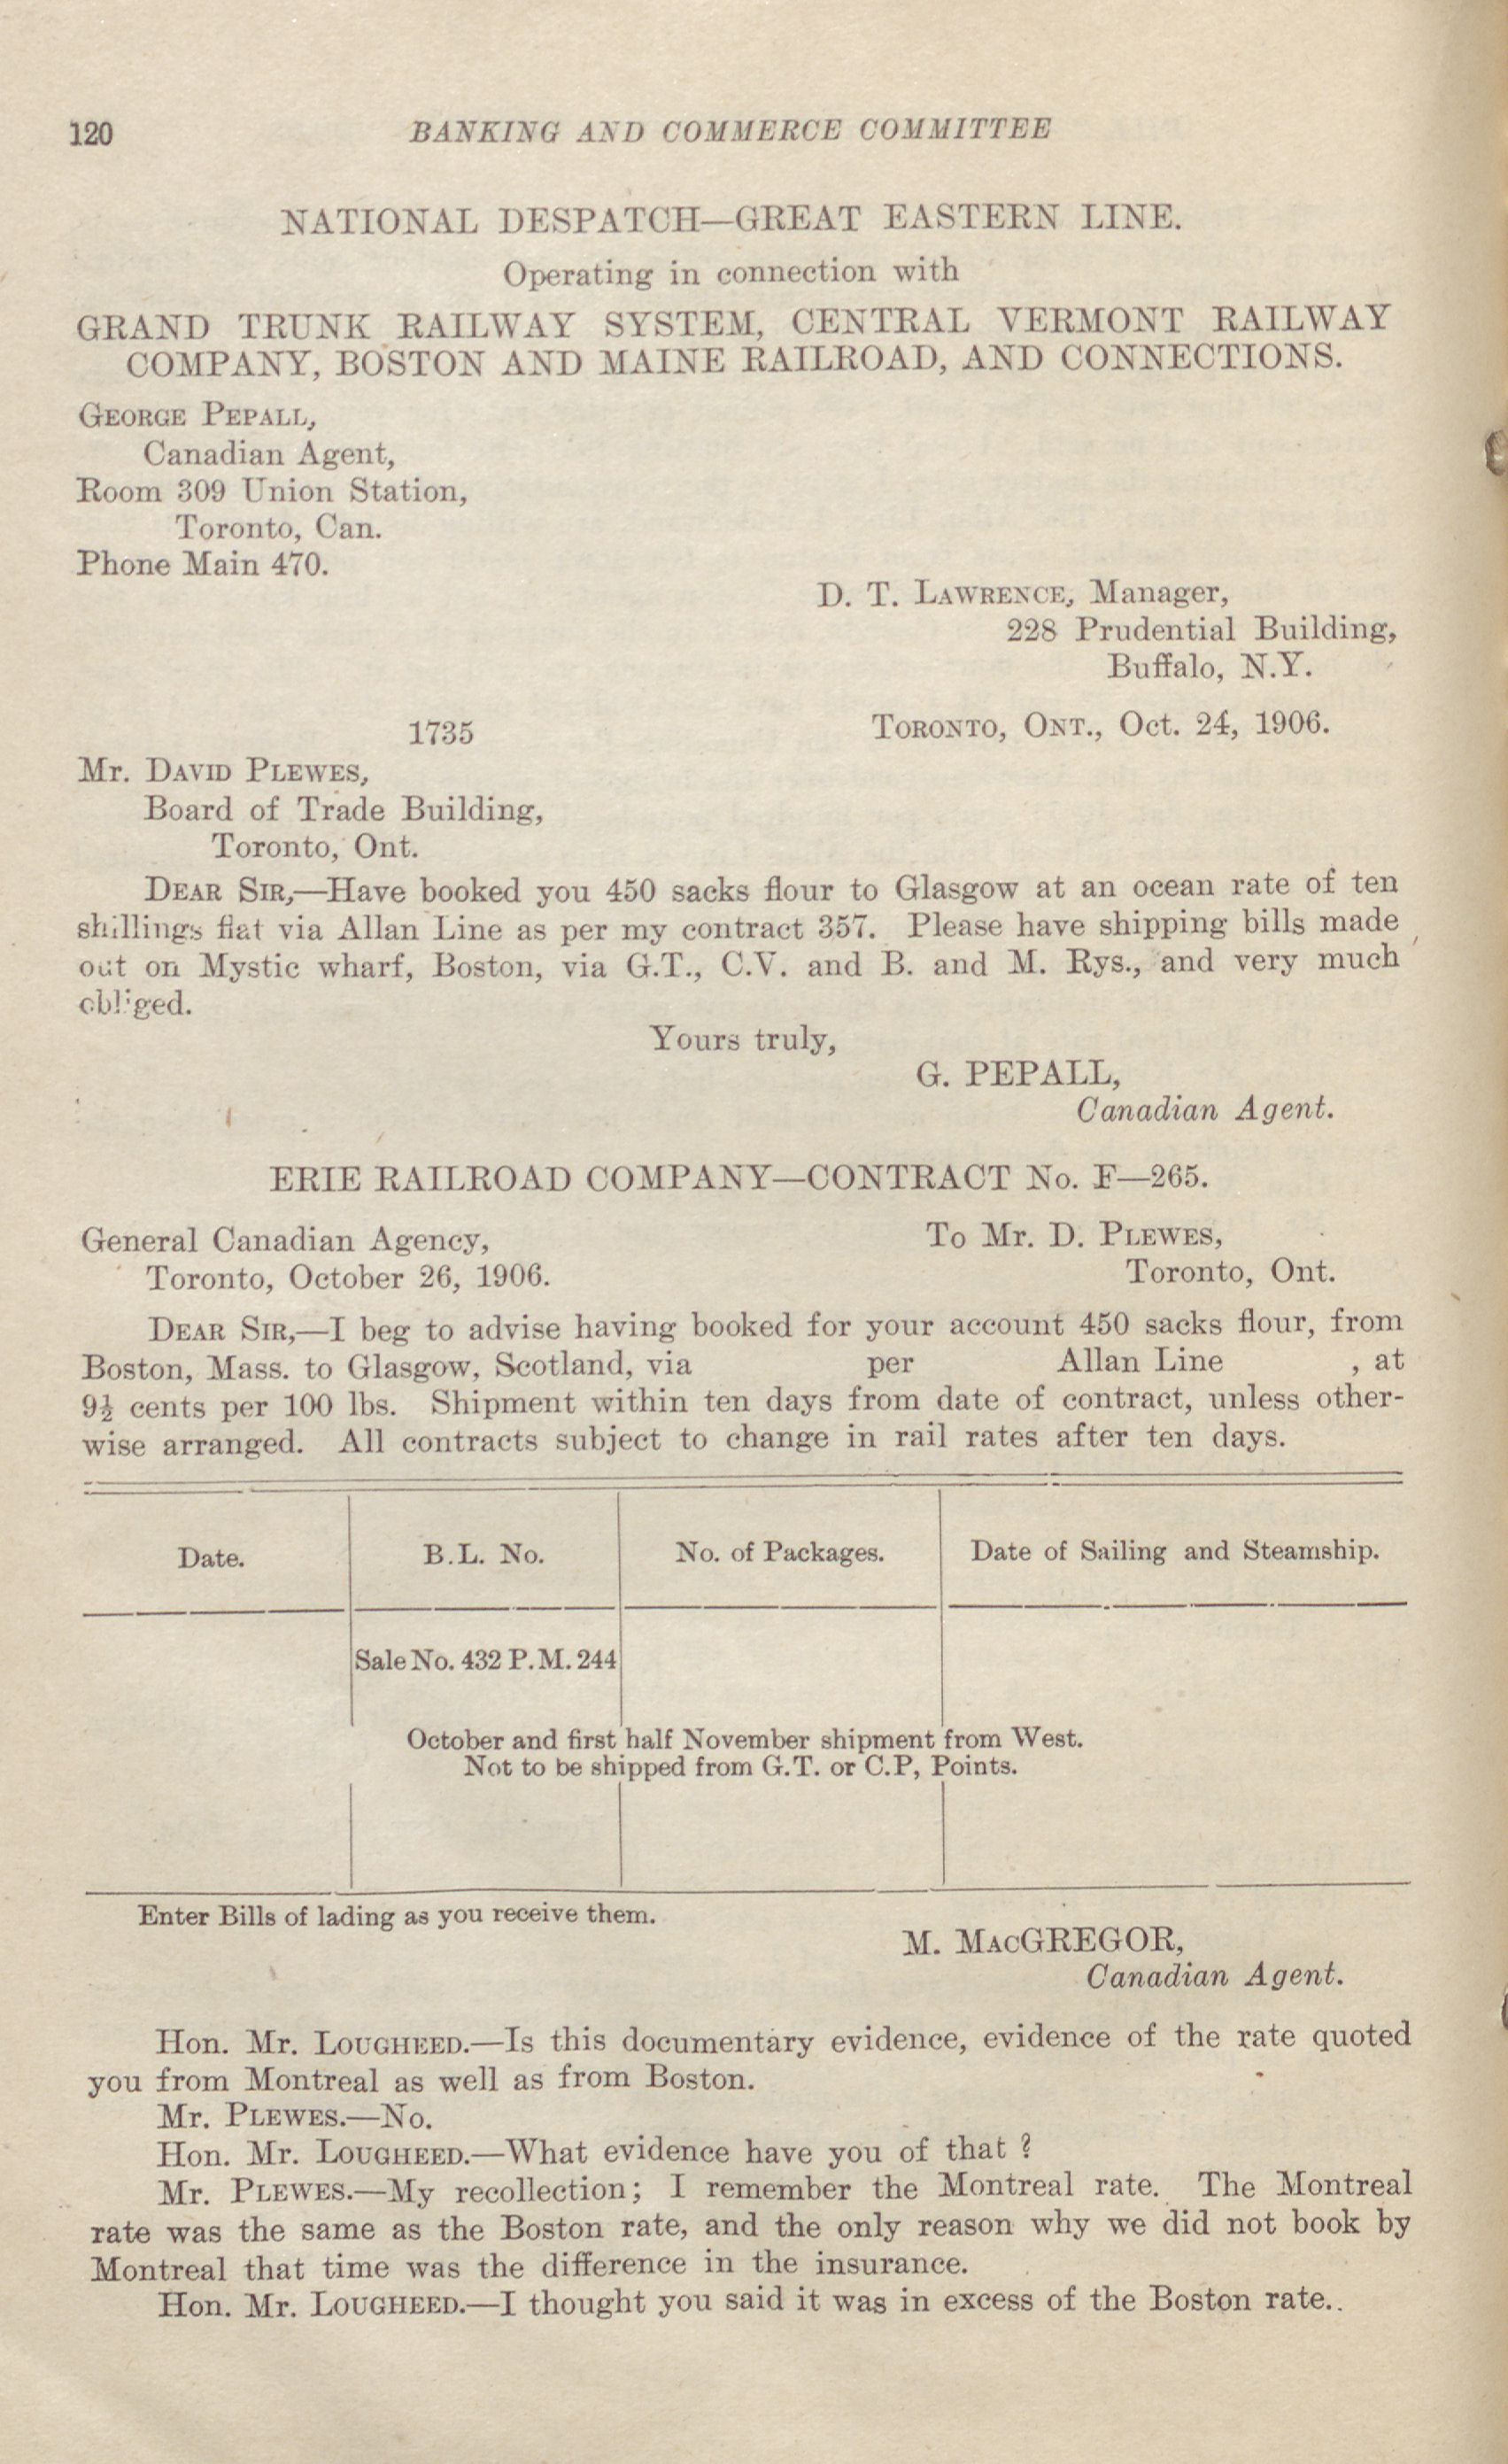 120 BANKING AND COMMERCE COMMITTEE
NATIONAL DESPATCH—GREAT EASTERN LINE.
Operating in connection with
GRAND TRUNK RAILWAY SYSTEM, CENTRAL VERMONT RAILWAY
COMPANY, BOSTON AND MAINE RAILROAD, AND CONNECTIONS.
GEORGE PEPALL,
Canadian Agent,
Room 309 Union Station,
Toronto, Can.
Phone Main 470.
D. T. LAWRENCE, Manager,
228 Prudential Building,
Buffalo, N.Y.
1735 TORONTO, ONT., Oct. 24, 1906.
Mr. DAVID PLEWES,
Board of Trade Building,
Toronto, Ont.
DEAR SIR,—Have booked you 450 sacks flour to Glasgow at an ocean rate of ten
shillings flat via Allan Line as per my contract 357. Please have shipping bills made
out on Mystic wharf, Boston, via G.T., C.V. and B. and M. Rys., and very much
obliged.
Yours truly,
G. PEPALL,
Canadian Agent.
ERIE RAILROAD COMPANY—CONTRACT No. F—265.
General Canadian Agency, To Mr. D. PLEWES,
Toronto, October 26, 1906. Toronto, Ont.
DEAR SIR,—I beg to advise having booked for your account 450 sacks flour, from
Boston, Mass. to Glasgow, Scotland, via per Allan Line , at
9½ cents per 100 lbs. Shipment within ten days from date of contract, unless other-
wise arranged. All contracts subject to change in rail rates after ten days.
Date. B.L. No. No. of Packages. Date of Sailing and Steamship.
Sale No. 432 P.M. 244
October and first half November shipment from West.
Not to be shipped from G.T. or C.P, Points.
Enter Bills of lading as you receive them.
M. MACGREGOR,
Canadian Agent.
Hon. Mr. LOUGHEED.—Is this documentary evidence, evidence of the rate quoted
you from Montreal as well as from Boston.
Mr. PLEWES.—No.
Hon. Mr. LOUGHEED.—What evidence have you of that ?
Mr. PLEWES.—My recollection; I remember the Montreal rate. The Montreal
rate was the same as the Boston rate, and the only reason why we did not book by
Montreal that time was the difference in the insurance.
Hon. Mr. LOUGHEED.—I thought you said it was in excess of the Boston rate..